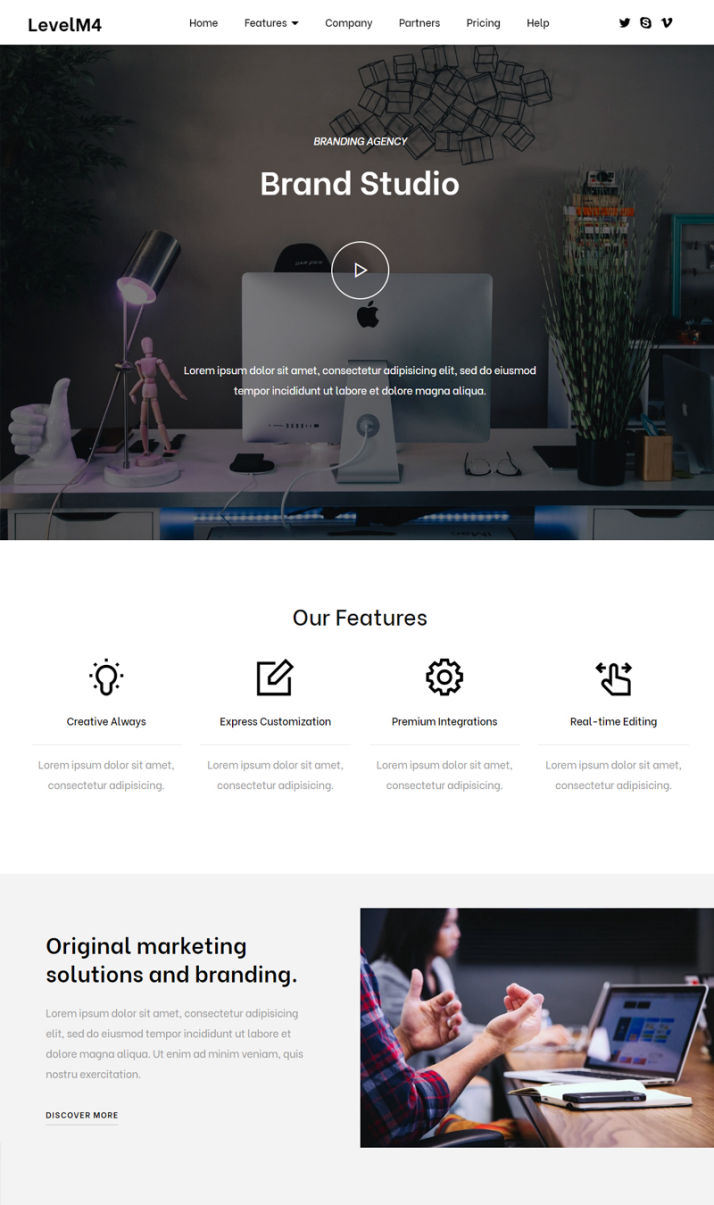 LevelM4
Home Features Company Partners Pricing Help
BRANDING AGENCY
Brand Studio
Lorem ipsum dolor sit amet, consectetur adipisicing elit, sed do eiusmod
tempor incididunt ut labore et dolore magna aliqua.
Our Features
Creative Always
Express Customization
Premium Integrations
Real-time Editing
Lorem ipsum dolor sit amet,
consectetur adipisicing.
Lorem ipsum dolor sit amet,
consectetur adipisicing.
Lorem ipsum dolor sit amet,
consectetur adipisicing.
Lorem ipsum dolor sit amet,
consectetur adipisicing.
Original marketing
solutions and branding.
Lorem ipsum dolor sit amet, consectetur adipisicing
elit, sed do eiusmod tempor incididunt ut labore et
dolore magna aliqua. Ut enim ad minim veniam, quis
nostru exercitation.
DISCOVER MORE